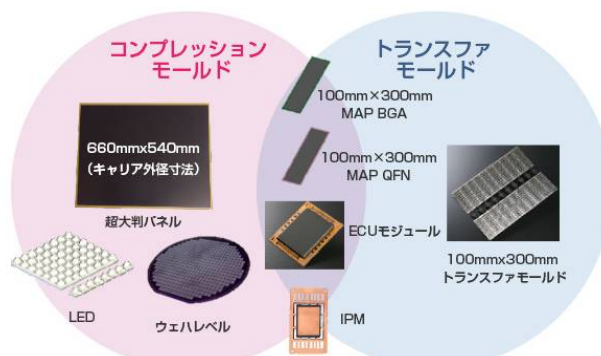 コンプレッション
モールド
トランスファ
モールド
100mm×300mm
MAP BGA
660mmx540mm
（キャリア外径寸法）
100mm×300mm
MAP QFN
超大判パネル
ECUモジュール
100mmx300mm
トランスファモールド
LED
ウェハレベル
IPM